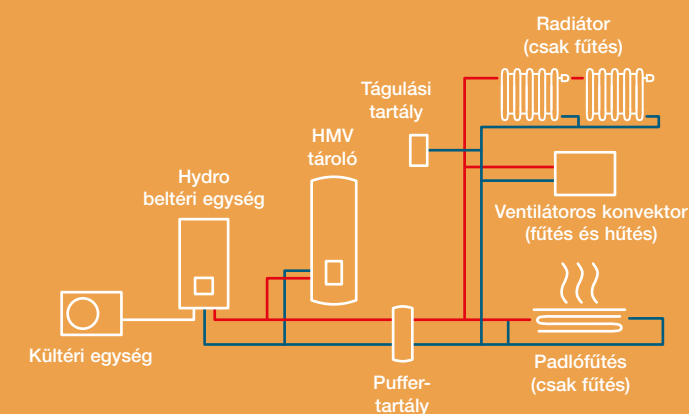 Radiátor
(csak fűtés)
Tágulási
tartály
HMV
tároló
Hydro
beltéri egység
Ventilátoros konvektor
(fűtés és hűtés)
Kültéri egység
Puffer-
tartály
Padlófűtés
(csak fűtés)